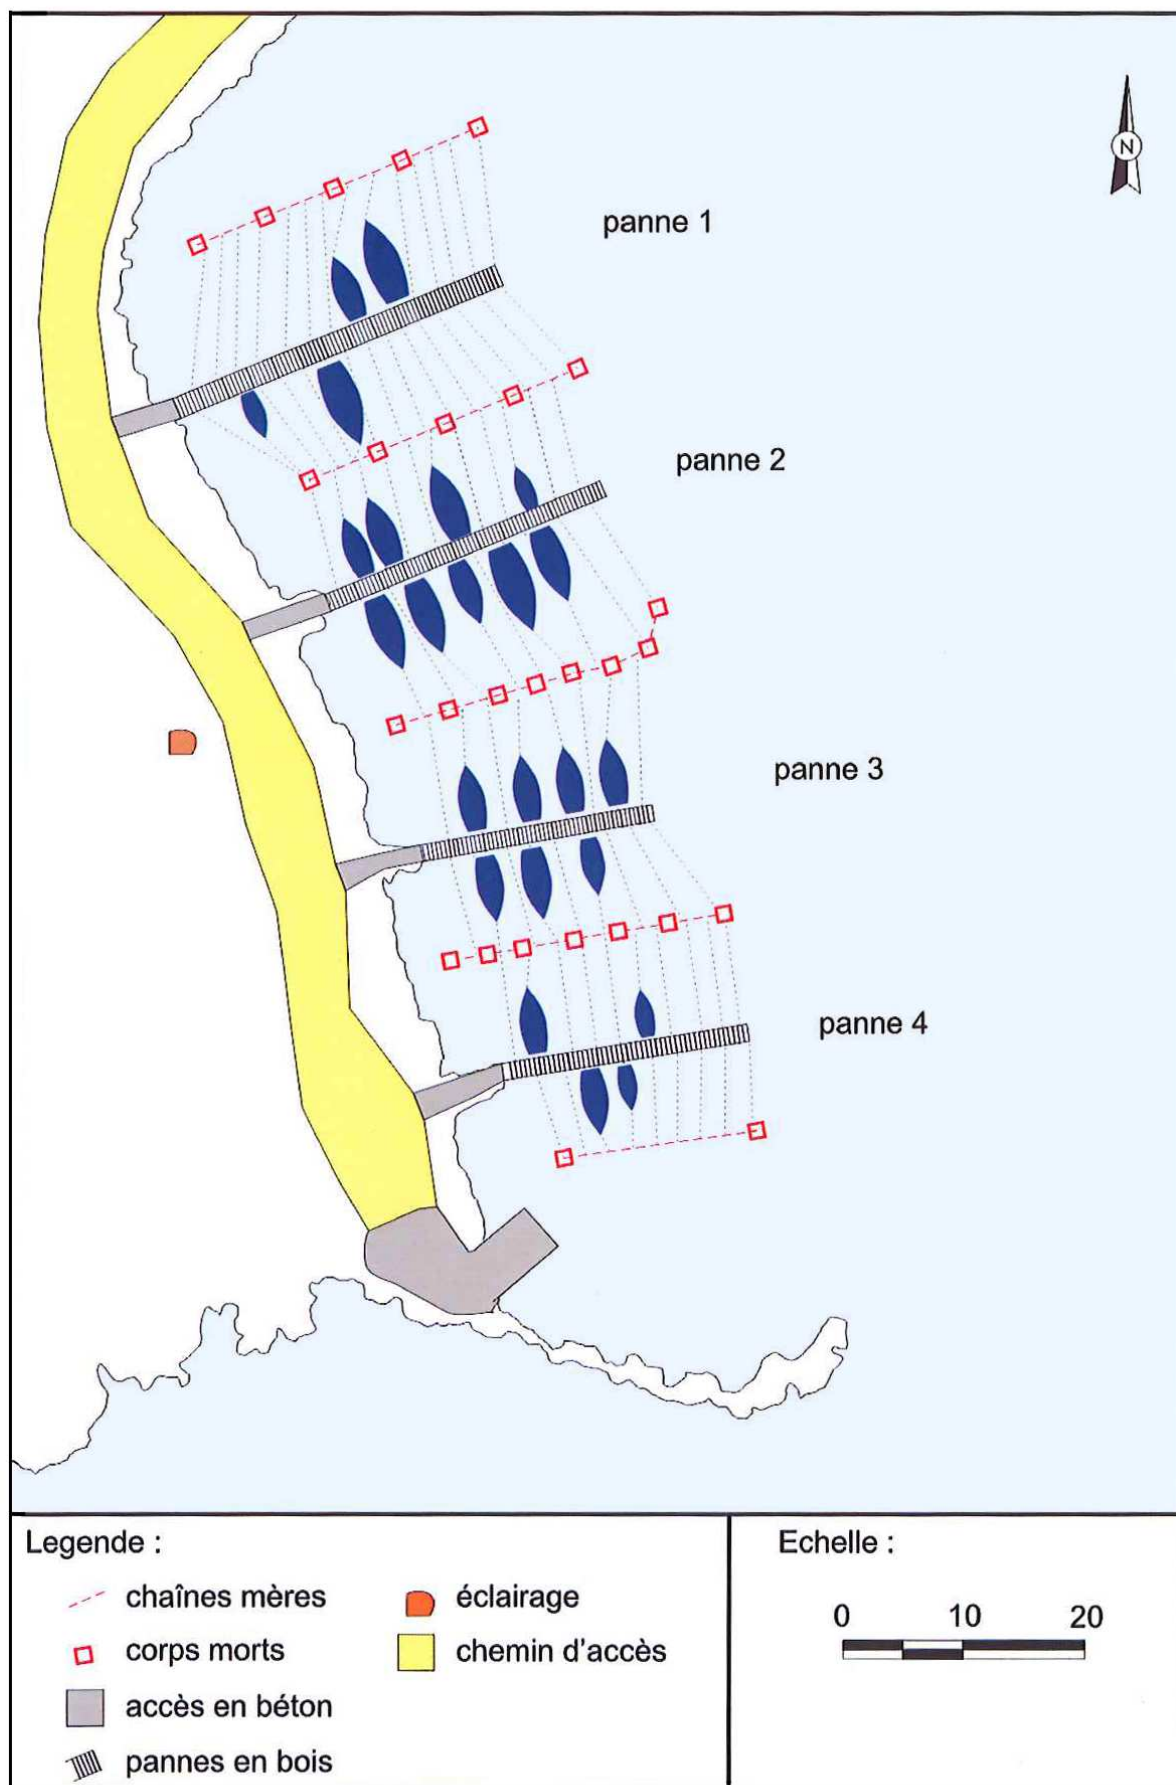 N
panne 1
panne 2
panne 3
panne 4
Legende :
chaînes mères
corps morts
accès en béton
pannes en bois
éclairage
chemin d'accès
Echelle :
0 10 20